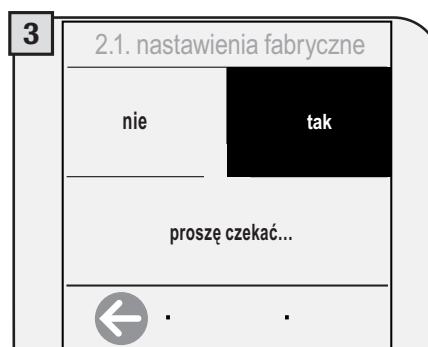 3
2.1. nastawienia fabryczne
nie tak
proszę czekać...